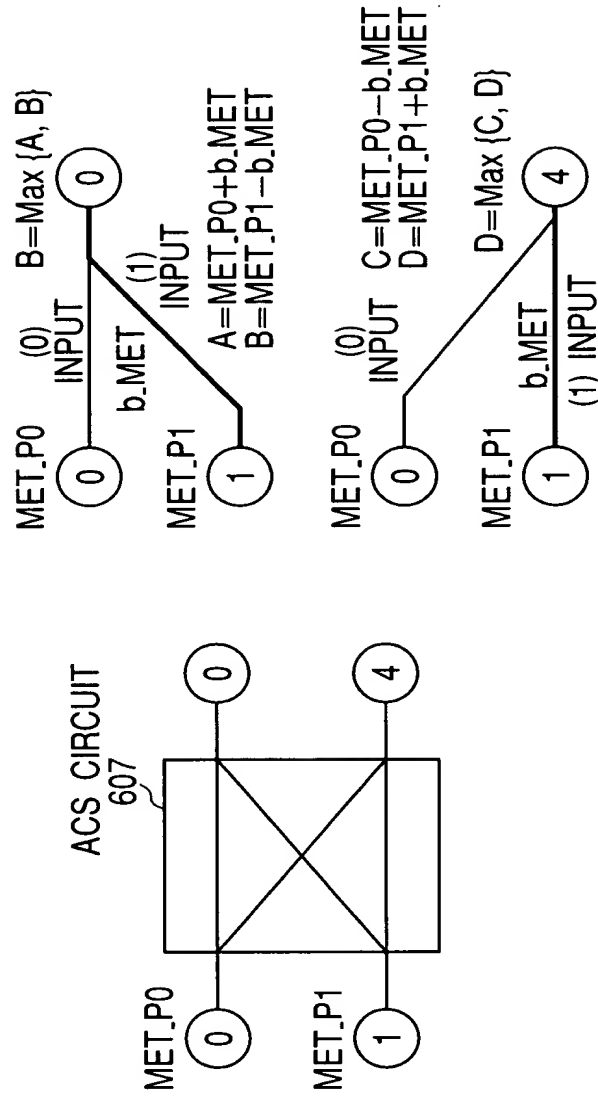 ACS CIRCUIT
607
MET_P0
0
0
MET_P1
1
4
MET_P0
0
(0)
INPUT
B=Max {A, B}
0
b_MET
(1)
INPUT
MET_P1
1
A=MET_P0+b_MET
B=MET_P1−b_MET
MET_P0
0
(0)
INPUT
C=MET_P0−b_MET
D=MET_P1+b_MET
MET_P1
1
b_MET
(1) INPUT
D=Max {C, D}
4